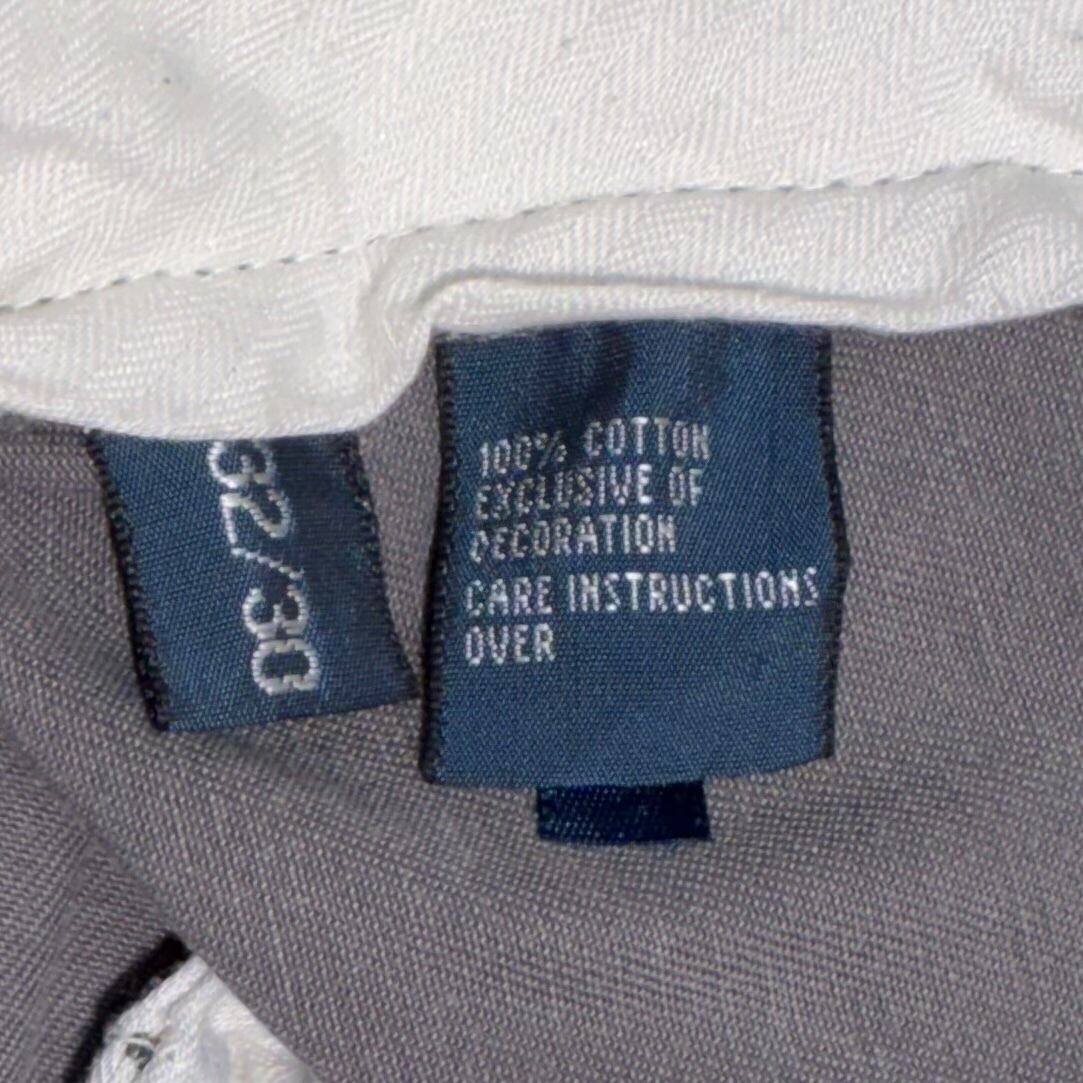 32/30
100% COTTON
EXCLUSIVE OF
DECORATION
CARE INSTRUCTIONS
OVER